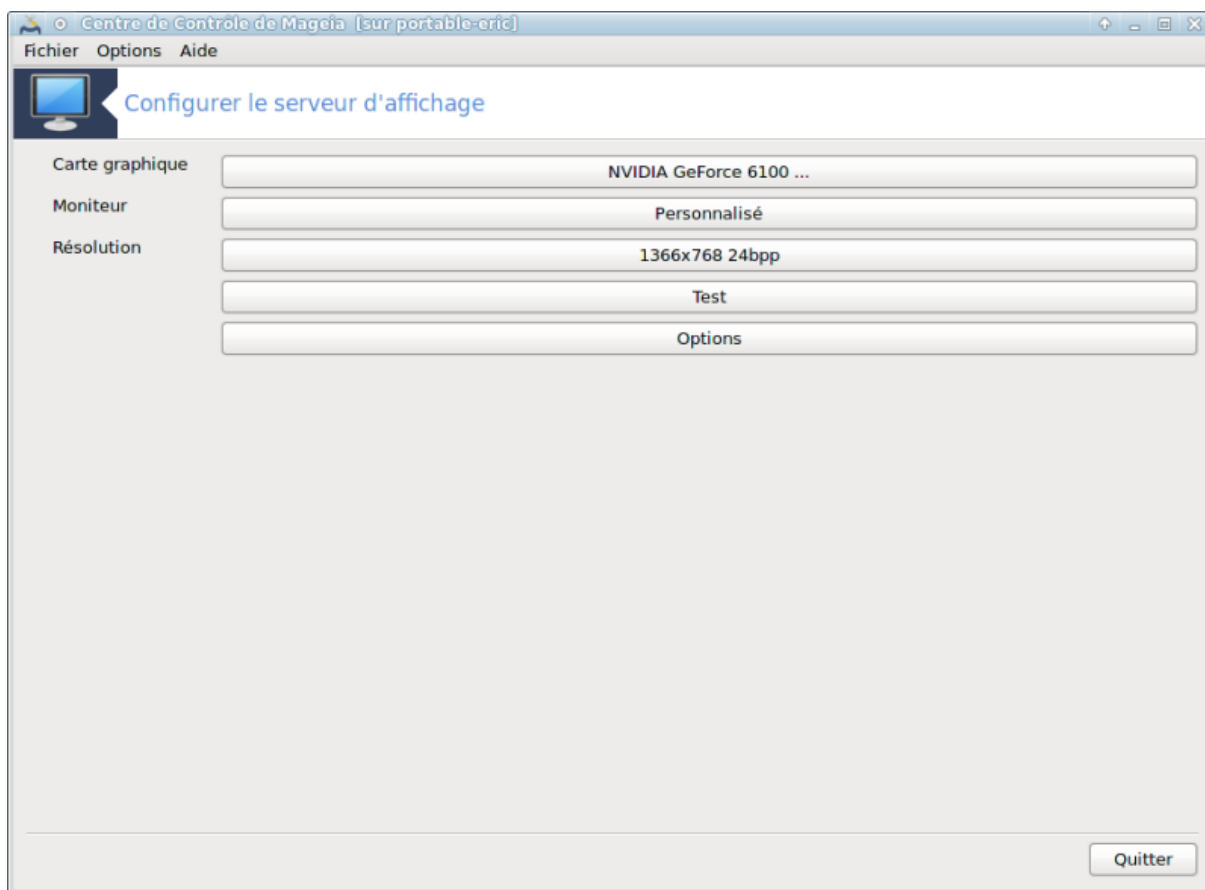 Centre de Contrôle de Mageia [sur portable-eric]
Fichier Options Aide
Configurer le serveur d'affichage
Carte graphique
NVIDIA GeForce 6100 ...
Moniteur
Personnalisé
Résolution
1366x768 24bpp
Test
Options
Quitter